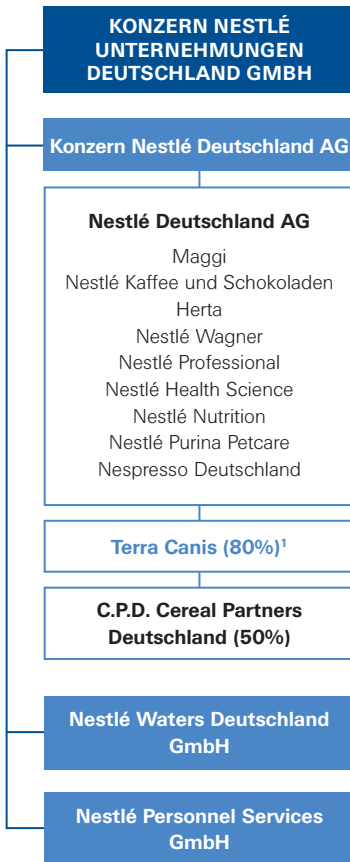 KONZERN NESTLÉ
UNTERNEHMUNGEN
DEUTSCHLAND GMBH
Konzern Nestlé Deutschland AG
Nestlé Deutschland AG
Maggi
Nestlé Kaffee und Schokoladen
Herta
Nestlé Wagner
Nestlé Professional
Nestlé Health Science
Nestlé Nutrition
Nestlé Purina Petcare
Nespresso Deutschland
Terra Canis (80%)¹
C.P.D. Cereal Partners
Deutschland (50%)
Nestlé Waters Deutschland
GmbH
Nestlé Personnel Services
GmbH